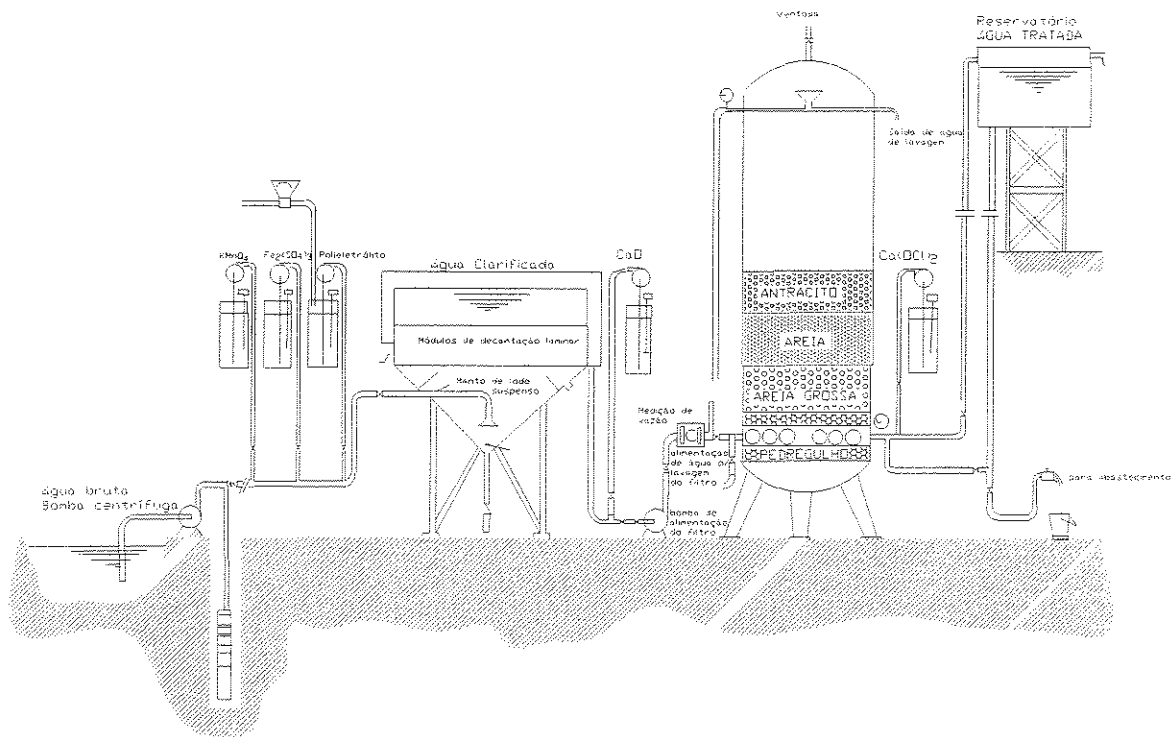 Ventosa
Reservatório
ÁGUA TRATADA
Saída de água
de lavagem
KMnO4
Fe2(SO4)3
Polieletrólito
Água Clarificada
CaO
Ca(OCl)2
ANTRACITO
Módulos de decantação laminar
AREIA
Manto de lodo
suspenso
AREIA GROSSA
Medição de
vazão
alimentação
de água p/
lavagem
do filtro
PEDREGULHO
para abastecimento
Água bruta
Bomba centrífuga
bomba de
alimentação
do filtro